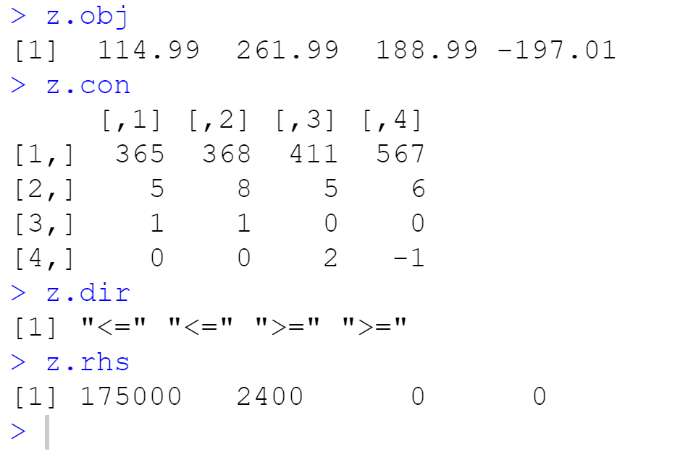 > z.obj
[1]  114.99  261.99  188.99 -197.01
> z.con
     [,1] [,2] [,3] [,4]
[1,]  365  368  411  567
[2,]    5    8    5    6
[3,]    1    1    0    0
[4,]    0    0    2   -1
> z.dir
[1] "<=" "<=" ">=" ">="
> z.rhs
[1] 175000   2400      0      0
>